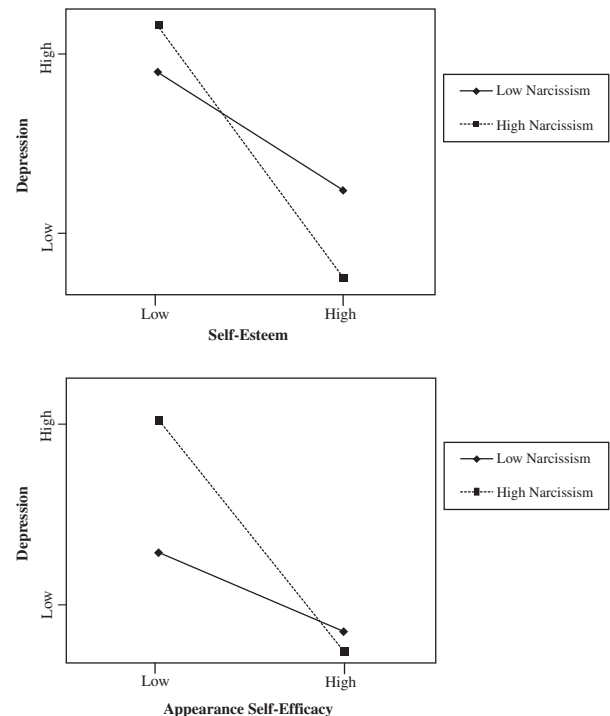 High
Depression
Low
Low
High
Self-Esteem
Low Narcissism
High Narcissism
High
Depression
Low
Low
High
Appearance Self-Efficacy
Low Narcissism
High Narcissism